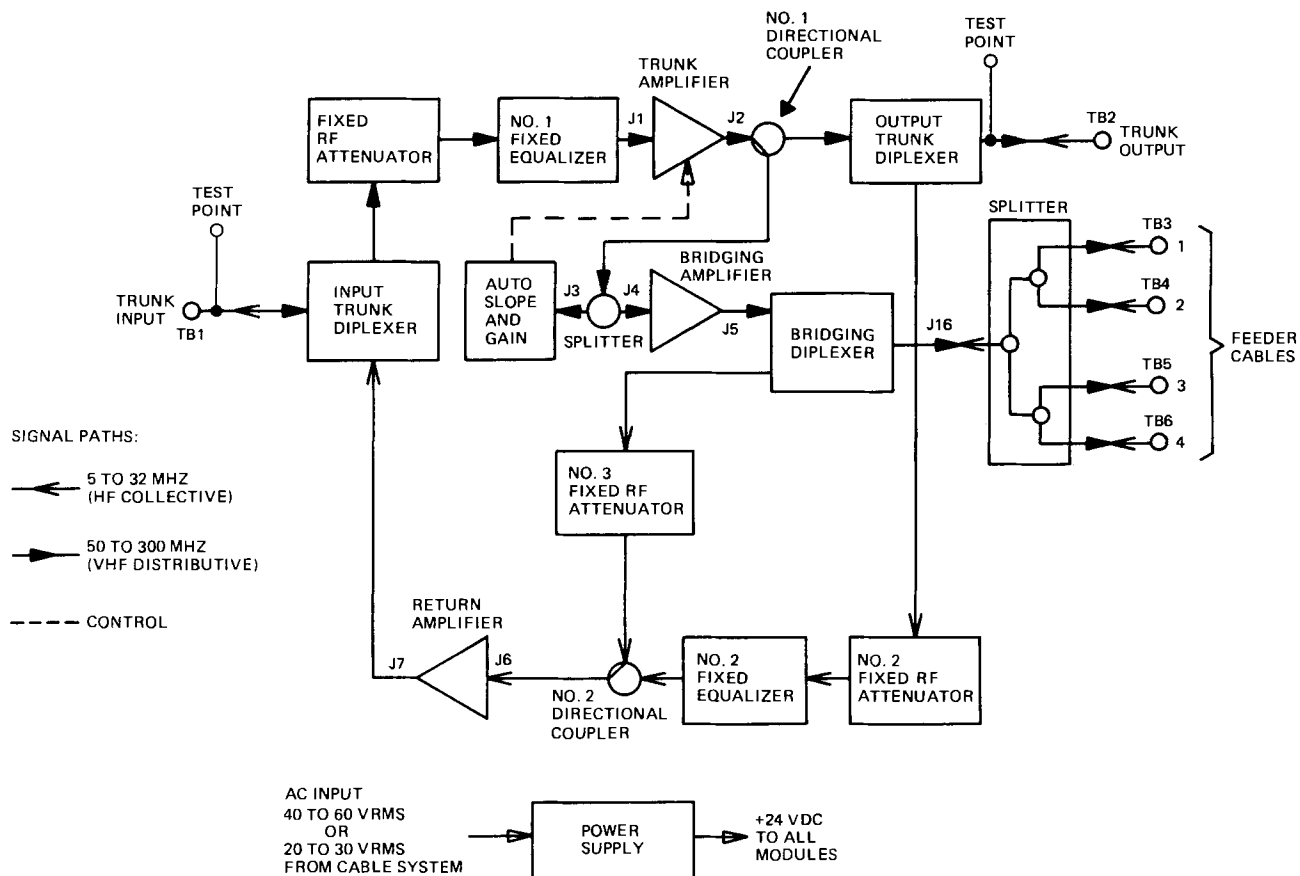 NO. 1
DIRECTIONAL
COUPLER
TEST
POINT
TRUNK
AMPLIFIER
FIXED
RF
ATTENUATOR
NO. 1
FIXED
EQUALIZER
J1
J2
OUTPUT
TRUNK
DIPLEXER
TB2
TRUNK
OUTPUT
TEST
POINT
SPLITTER
TB3
1
TB4
2
TB5
3
TB6
4
FEEDER
CABLES
TRUNK
INPUT
TB1
INPUT
TRUNK
DIPLEXER
AUTO
SLOPE
AND
GAIN
J3
J4
SPLITTER
BRIDGING
AMPLIFIER
J5
BRIDGING
DIPLEXER
J16
SIGNAL PATHS:
5 TO 32 MHZ
(HF COLLECTIVE)
50 TO 300 MHZ
(VHF DISTRIBUTIVE)
CONTROL
NO. 3
FIXED RF
ATTENUATOR
RETURN
AMPLIFIER
J7
J6
NO. 2
DIRECTIONAL
COUPLER
NO. 2
FIXED
EQUALIZER
NO. 2
FIXED RF
ATTENUATOR
AC INPUT
40 TO 60 VRMS
OR
20 TO 30 VRMS
FROM CABLE SYSTEM
POWER
SUPPLY
+24 VDC
TO ALL
MODULES